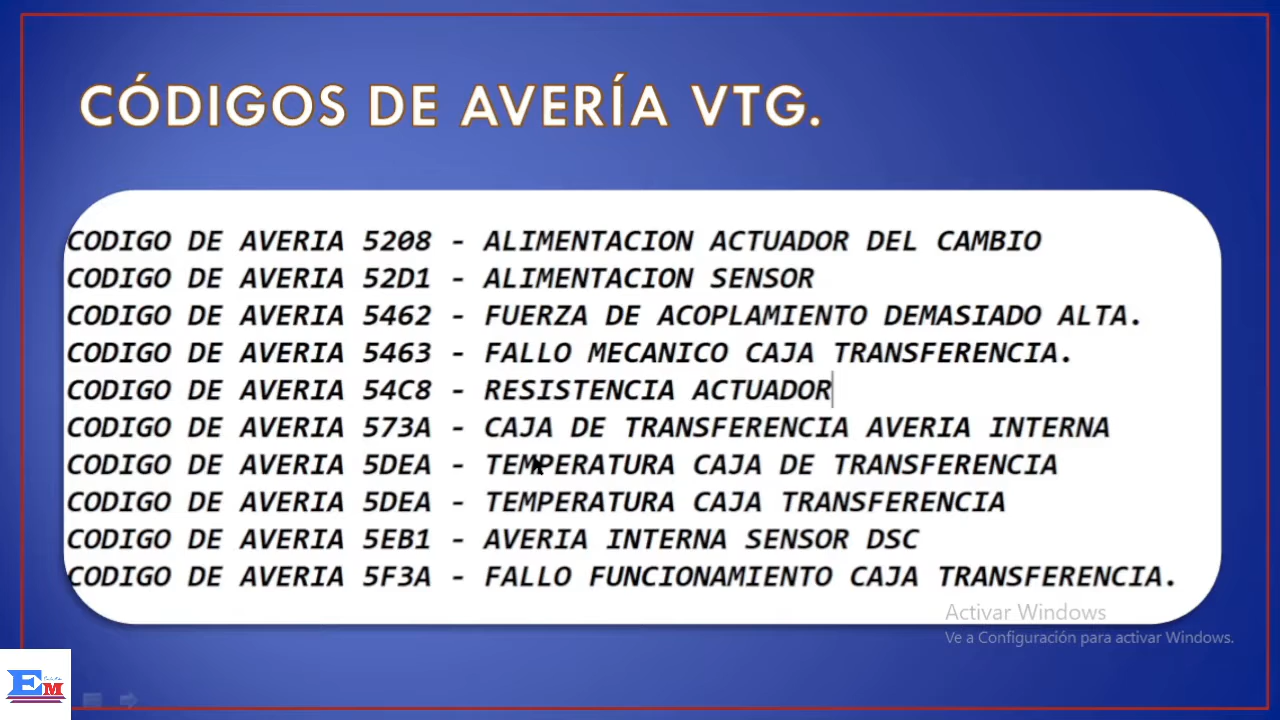 CÓDIGOS DE AVERÍA VTG.
CODIGO DE AVERIA 5208 - ALIMENTACION ACTUADOR DEL CAMBIO
CODIGO DE AVERIA 52D1 - ALIMENTACION SENSOR
CODIGO DE AVERIA 5462 - FUERZA DE ACOPLAMIENTO DEMASIADO ALTA.
CODIGO DE AVERIA 5463 - FALLO MECANICO CAJA TRANSFERENCIA.
CODIGO DE AVERIA 54C8 - RESISTENCIA ACTUADOR
CODIGO DE AVERIA 573A - CAJA DE TRANSFERENCIA AVERIA INTERNA
CODIGO DE AVERIA 5DEA - TEMPERATURA CAJA DE TRANSFERENCIA
CODIGO DE AVERIA 5DEA - TEMPERATURA CAJA TRANSFERENCIA
CODIGO DE AVERIA 5EB1 - AVERIA INTERNA SENSOR DSC
CODIGO DE AVERIA 5F3A - FALLO FUNCIONAMIENTO CAJA TRANSFERENCIA.
Activar Windows
Ve a Configuración para activar Windows.
EM